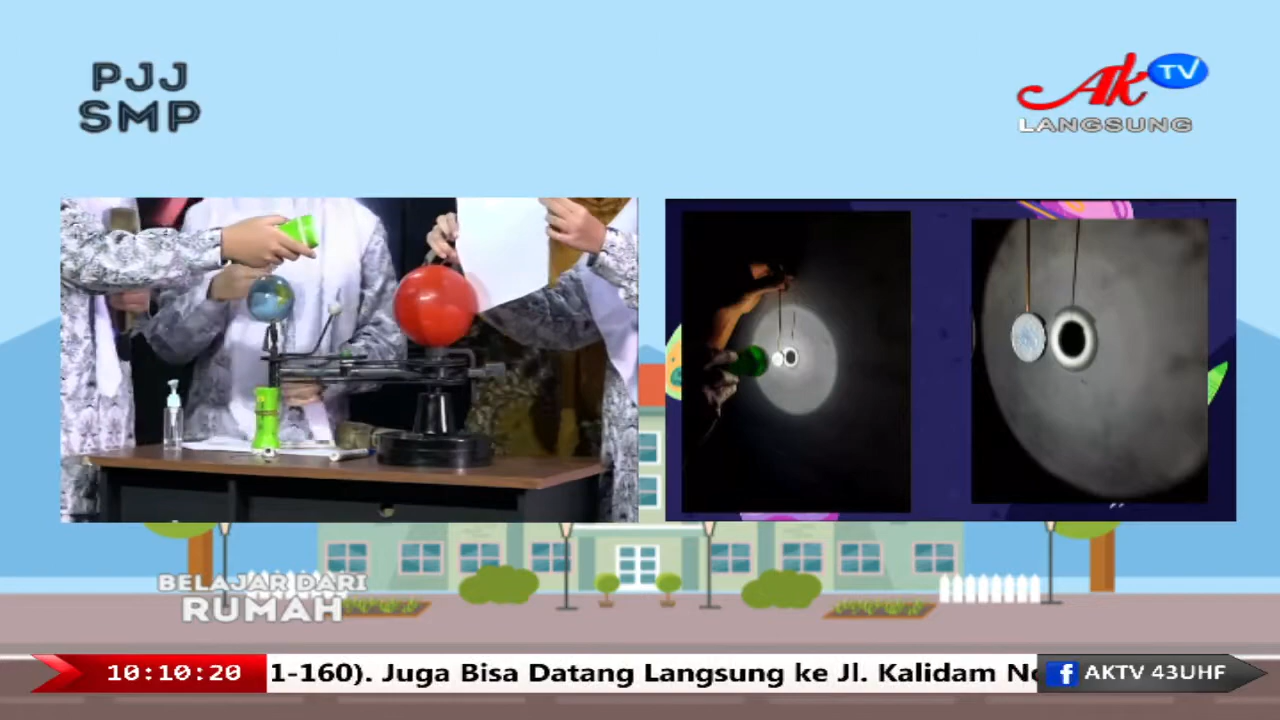 PJJ
SMP
Ak TV
LANGSUNG
BELAJAR DARI
RUMAH
10:10:20
1-160). Juga Bisa Datang Langsung ke Jl. Kalidam
f AKTV 43UHF